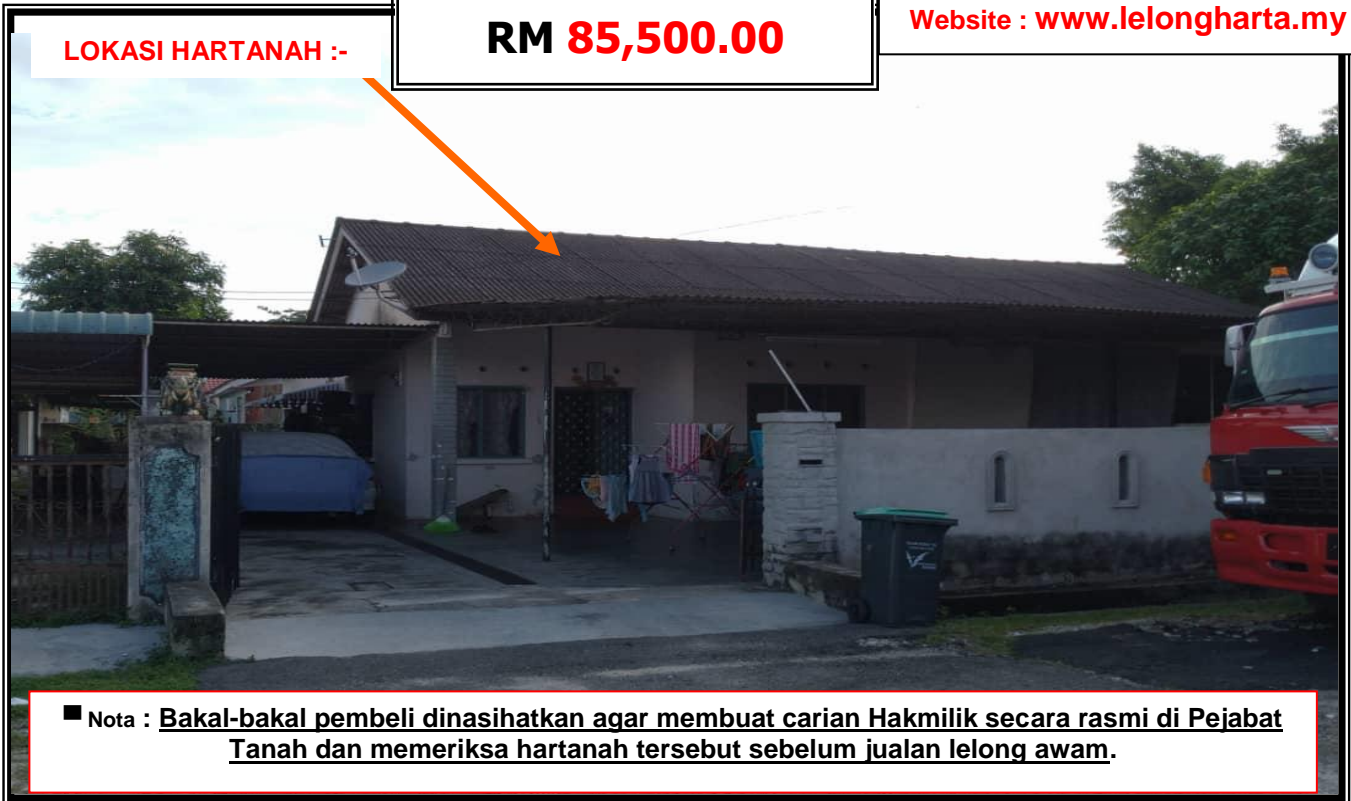 LOKASI HARTANAH :-
RM 85,500.00
Website : www.lelongharta.my
▀ Nota : Bakal-bakal pembeli dinasihatkan agar membuat carian Hakmilik secara rasmi di Pejabat
Tanah dan memeriksa hartanah tersebut sebelum jualan lelong awam.